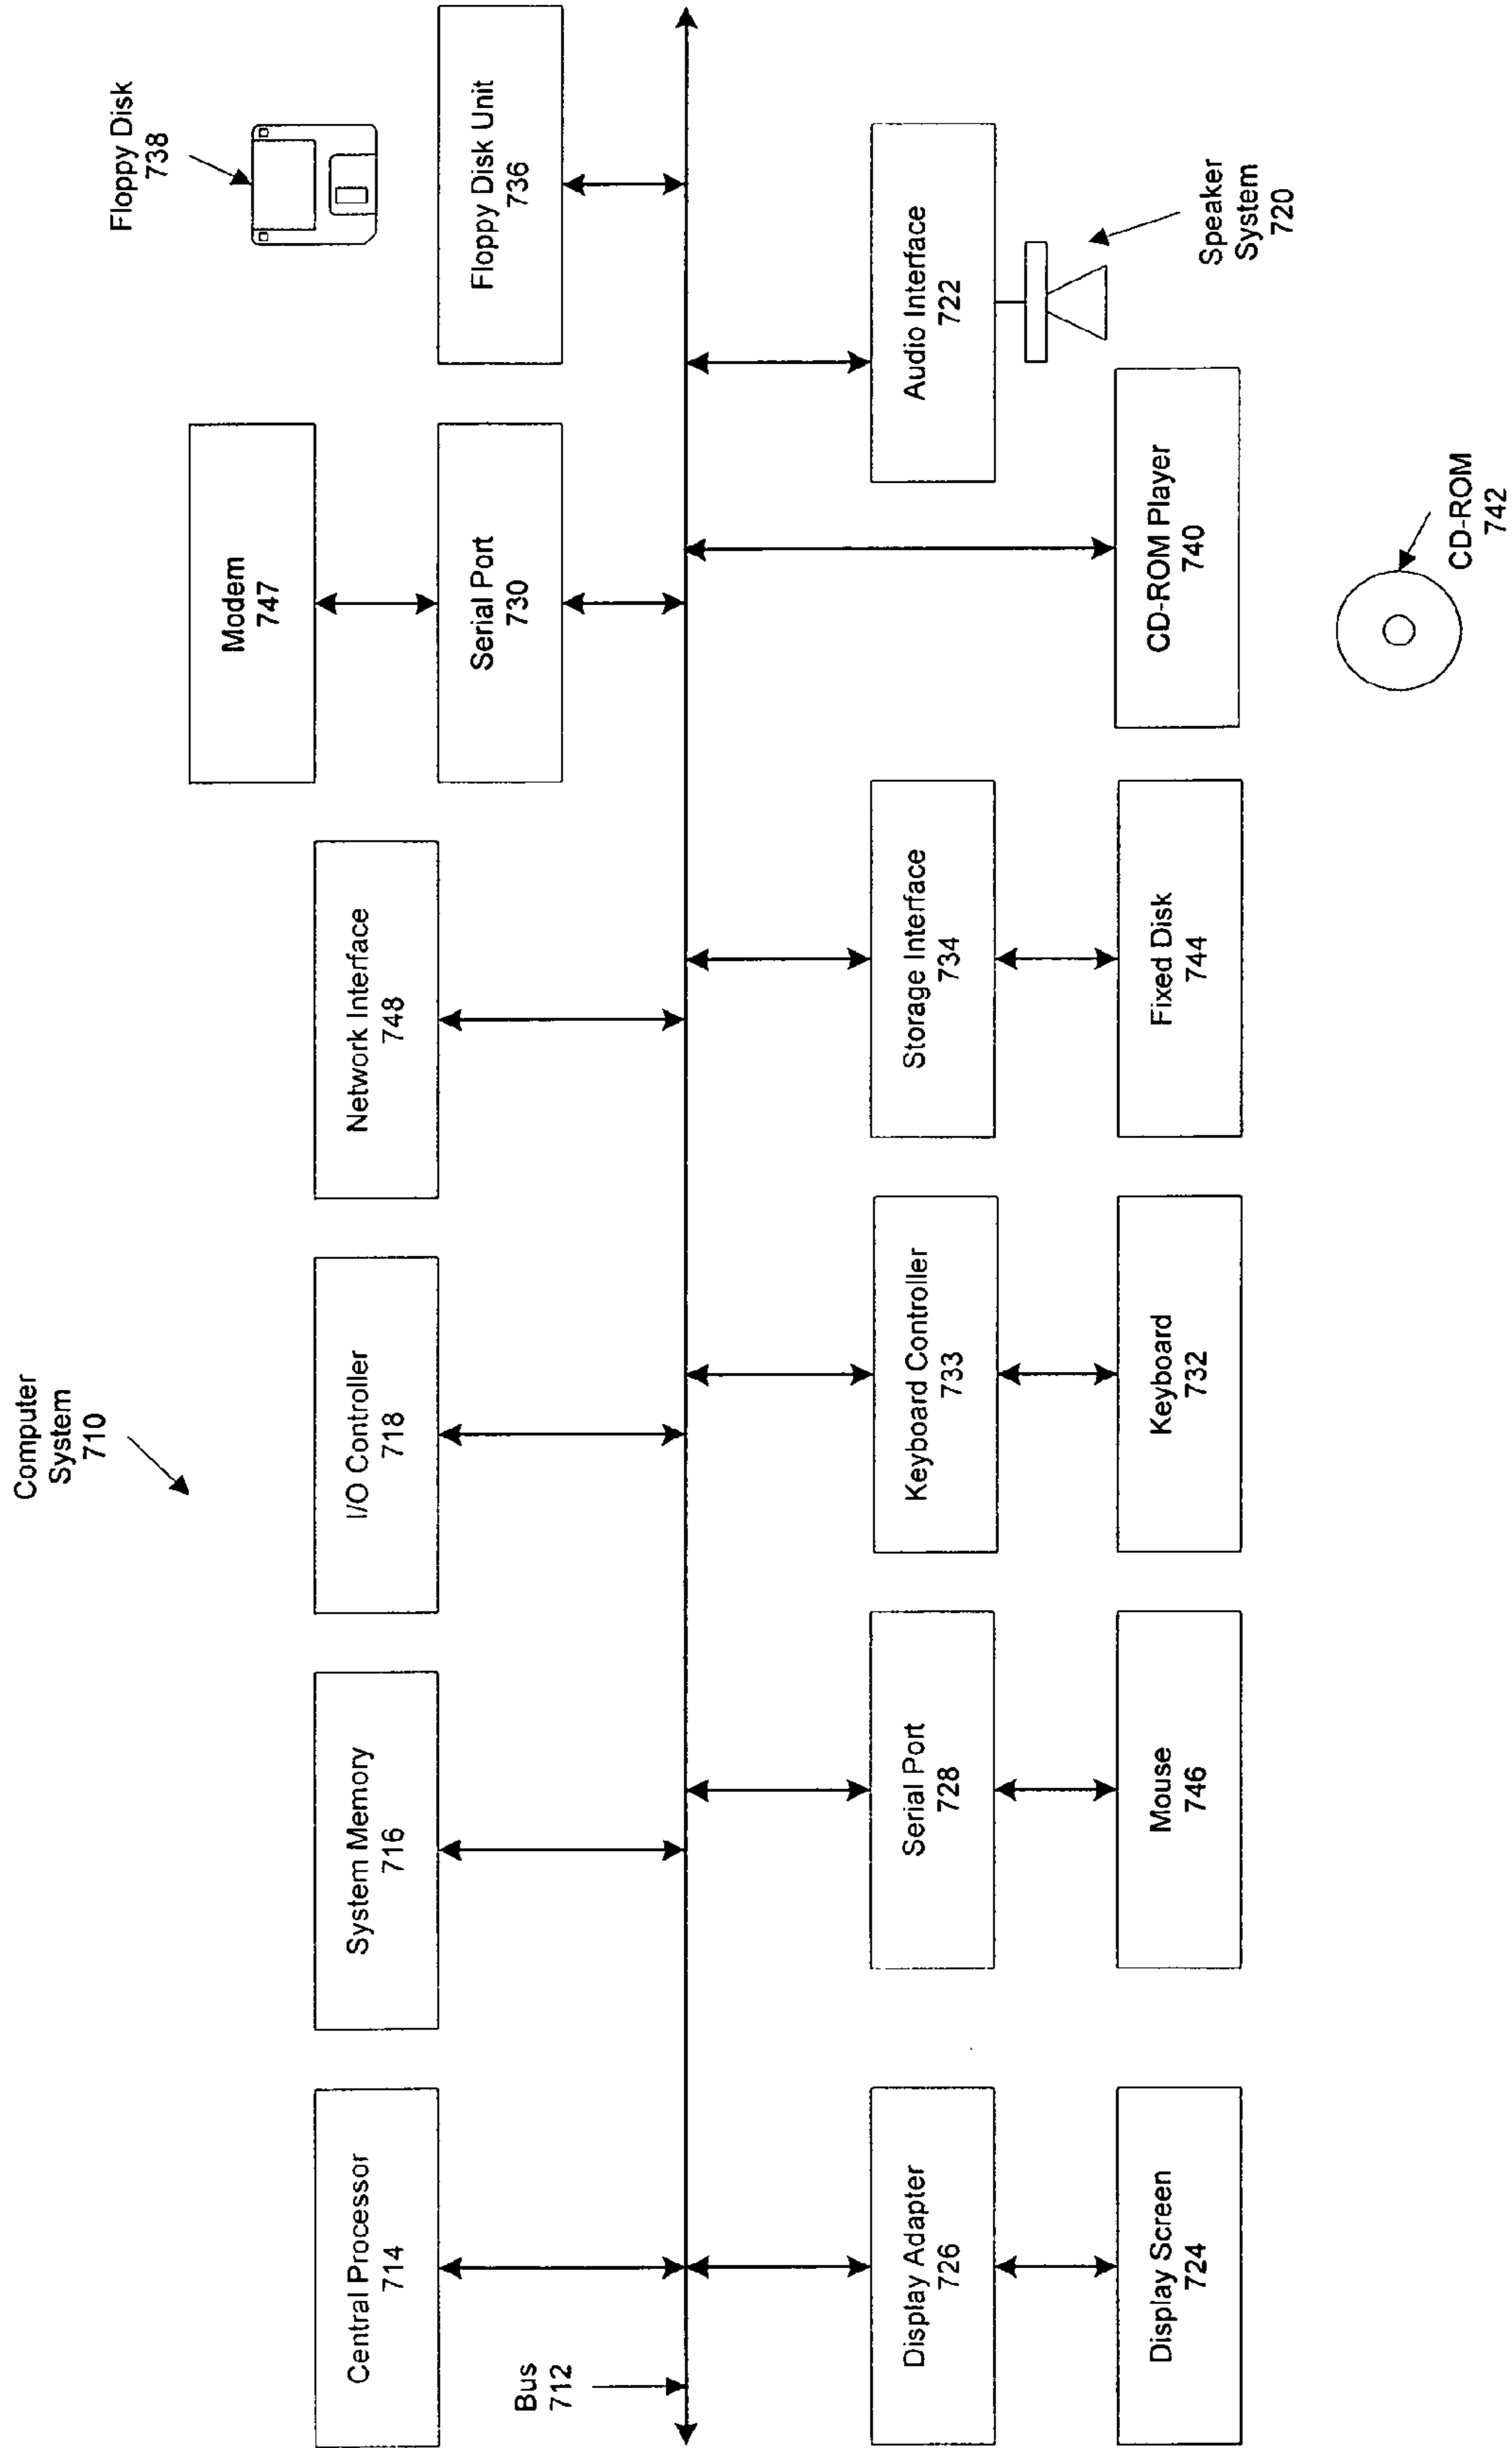 Computer
System
710
Floppy Disk
738
Modem
747
Central Processor
714
System Memory
716
I/O Controller
718
Network Interface
748
Serial Port
730
Floppy Disk Unit
736
Bus
712
Display Adapter
726
Serial Port
728
Keyboard Controller
733
Storage Interface
734
Audio Interface
722
Display Screen
724
Mouse
746
Keyboard
732
Fixed Disk
744
CD-ROM Player
740
Speaker
System
720
CD-ROM
742